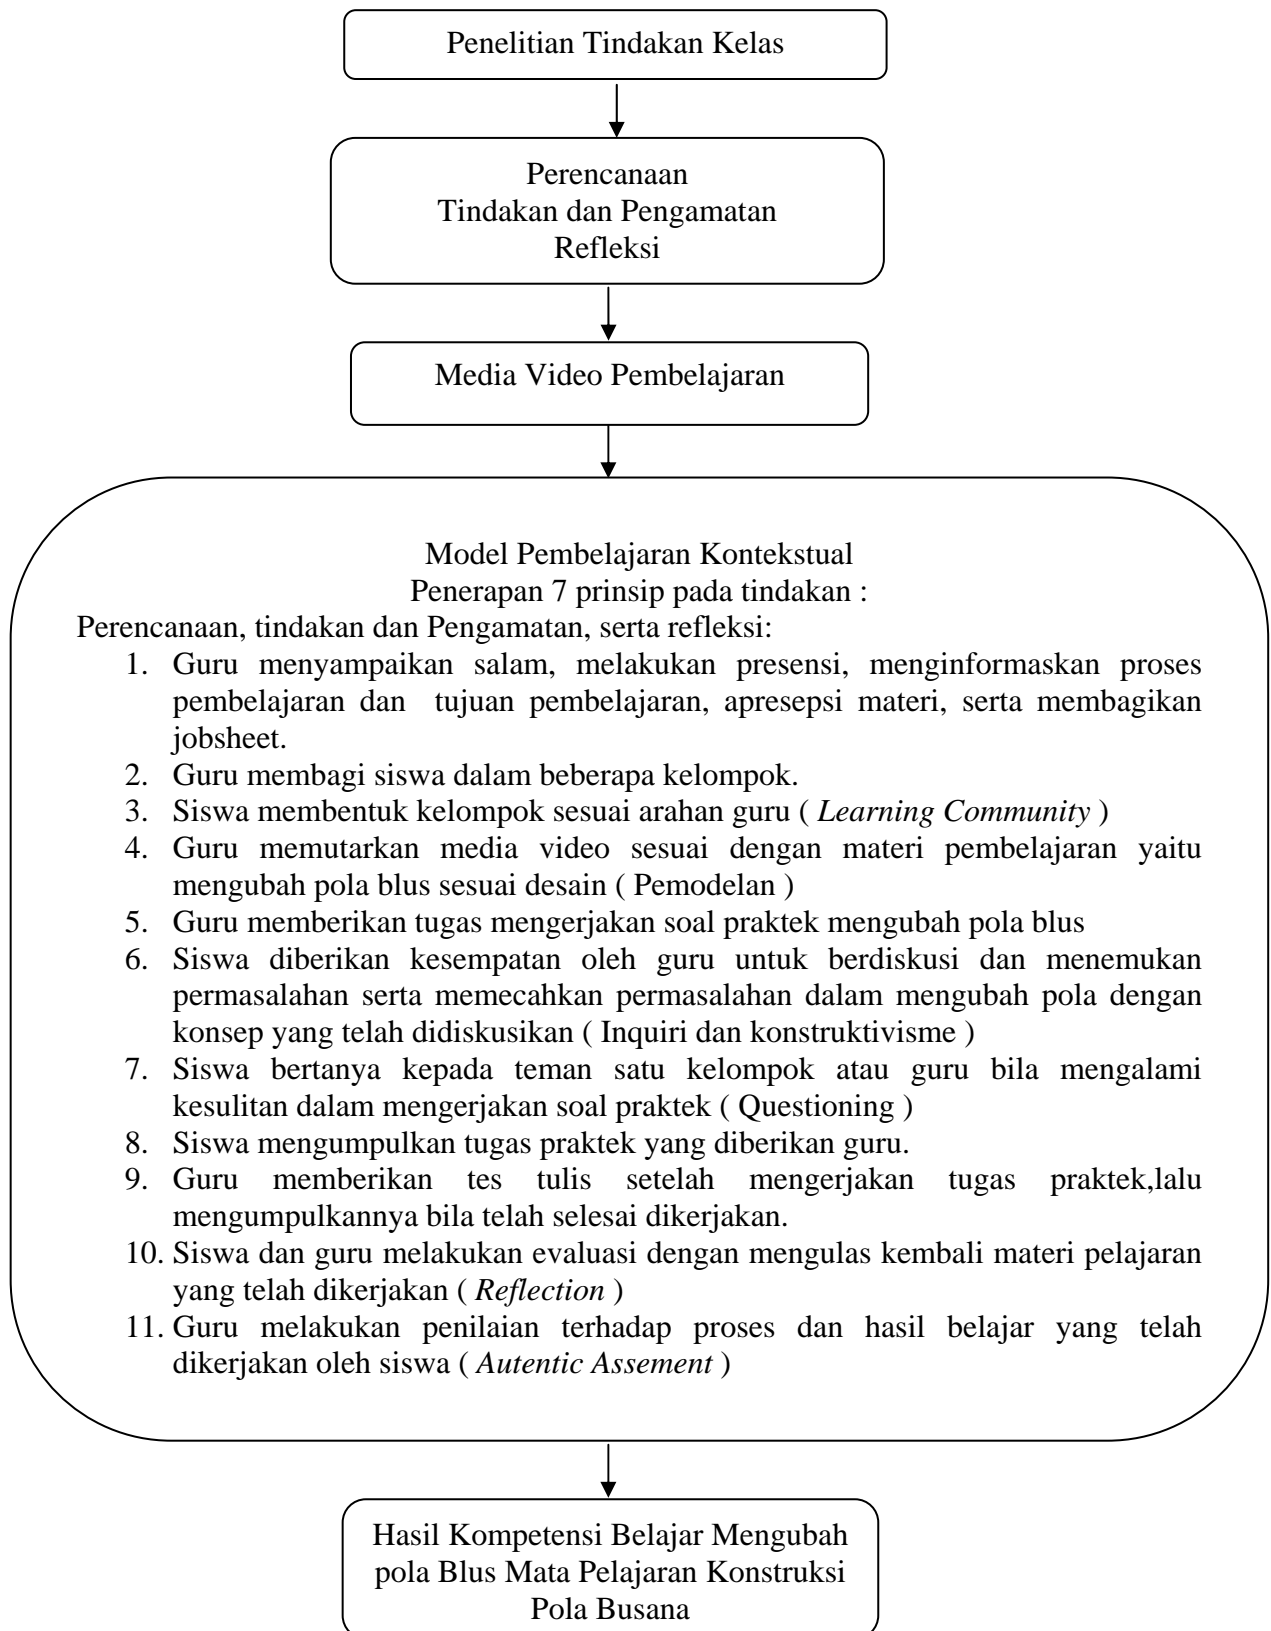 Penelitian Tindakan Kelas
Perencanaan
Tindakan dan Pengamatan
Refleksi
Media Video Pembelajaran
Model Pembelajaran Kontekstual
Penerapan 7 prinsip pada tindakan :
Perencanaan, tindakan dan Pengamatan, serta refleksi:
1. Guru menyampaikan salam, melakukan presensi, menginformaskan proses
pembelajaran dan tujuan pembelajaran, apresepsi materi, serta membagikan
jobsheet.
2. Guru membagi siswa dalam beberapa kelompok.
3. Siswa membentuk kelompok sesuai arahan guru ( Learning Community )
4. Guru memutarkan media video sesuai dengan materi pembelajaran yaitu
mengubah pola blus sesuai desain ( Pemodelan )
5. Guru memberikan tugas mengerjakan soal praktek mengubah pola blus
6. Siswa diberikan kesempatan oleh guru untuk berdiskusi dan menemukan
permasalahan serta memecahkan permasalahan dalam mengubah pola dengan
konsep yang telah didiskusikan ( Inquiri dan konstruktivisme )
7. Siswa bertanya kepada teman satu kelompok atau guru bila mengalami
kesulitan dalam mengerjakan soal praktek ( Questioning )
8. Siswa mengumpulkan tugas praktek yang diberikan guru.
9. Guru memberikan tes tulis setelah mengerjakan tugas praktek,lalu
mengumpulkannya bila telah selesai dikerjakan.
10. Siswa dan guru melakukan evaluasi dengan mengulas kembali materi pelajaran
yang telah dikerjakan ( Reflection )
11. Guru melakukan penilaian terhadap proses dan hasil belajar yang telah
dikerjakan oleh siswa ( Autentic Assement )
Hasil Kompetensi Belajar Mengubah
pola Blus Mata Pelajaran Konstruksi
Pola Busana